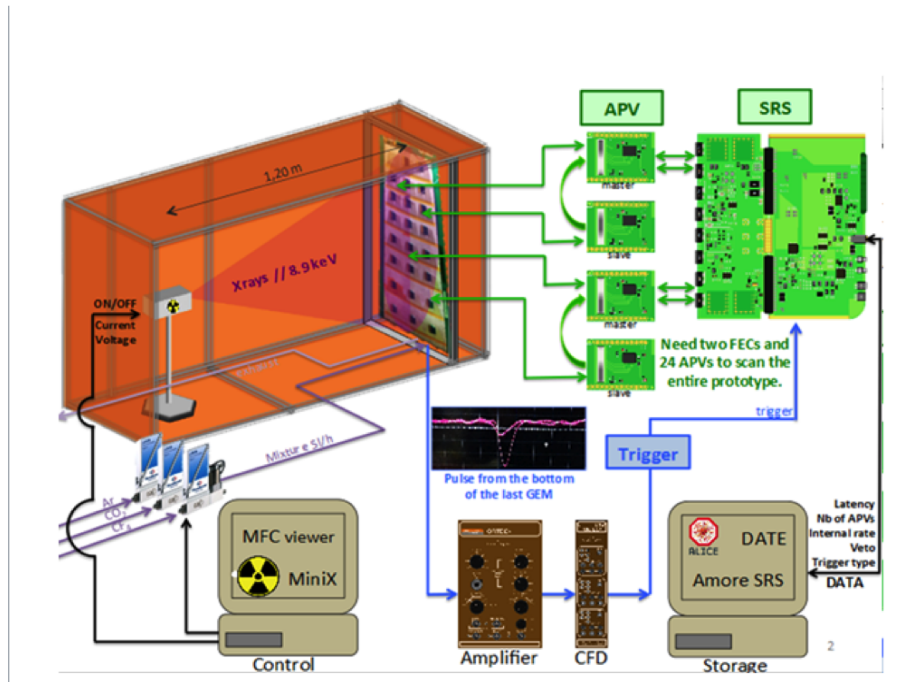 APV
SRS
1,20 m
Xrays // 8.9keV
master
slave
master
slave
ON/OFF
Current
Voltage
Need two FECs and
24 APVs to scan the
entire prototype.
exhaust
trigger
Mixture 5l/h
Trigger
Pulse from the bottom
of the last GEM
Ar
CO2
CF4
MFC viewer
MiniX
ALICE
DATE
Amore SRS
Latency
Nb of APVs
Internal rate
Veto
Trigger type
DATA
2
Control
Amplifier
CFD
Storage